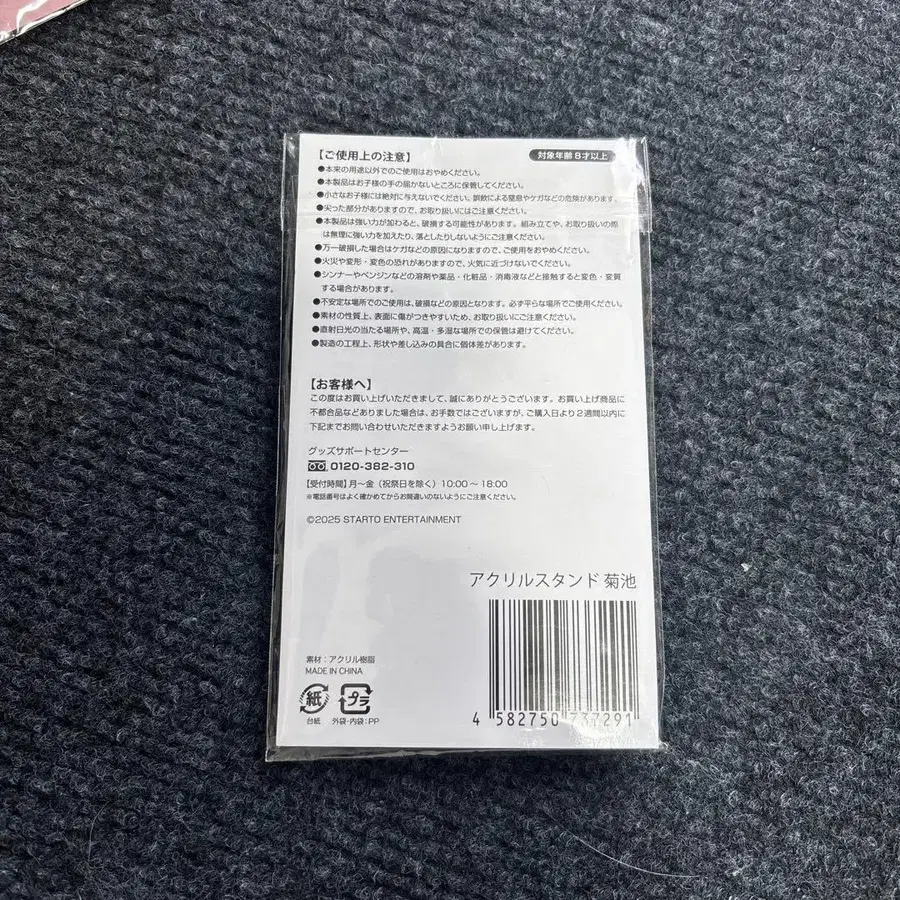 【ご使用上の注意】
対象年齢 8才以上
●本来の用途以外でのご使用はおやめください。
●本製品はお子様の手の届かないところに保管してください。
●小さなお子様には絶対に与えないでください。誤飲による窒息やケガなどの危険があります。
●尖った部分がありますので、お取り扱いにはご注意ください。
●本製品は強い力が加わると、破損する可能性があります。組み立てや、お取り扱いの際
は無理に強い力を加えたり、落としたりしないようにご注意ください。
●万一破損した場合はケガなどの原因になりますので、ご使用をおやめください。
●火災や変形・変色の恐れがありますので、火気に近づけないでください。
●シンナーやベンジンなどの溶剤や薬品・化粧品・消毒液などと接触すると変色・変質
する場合があります。
●不安定な場所でのご使用は、破損などの原因となります。必ず平らな場所でご使用ください。
●素材の性質上、表面に傷がつきやすいため、お取り扱いにご注意ください。
●直射日光の当たる場所や、高温・多湿な場所での保管は避けてください。
●製造の工程上、形状や差し込みの具合に個体差があります。
【お客様へ】
この度はお買い上げいただきまして、誠にありがとうございます。お買い上げ商品に
不都合品などありました場合は、お手数ではございますが、ご購入日より2週間以内に
下記までお問い合わせいただきますようお願い申し上げます。
グッズサポートセンター
0120-382-310
【受付時間】月～金（祝祭日を除く）10:00～18:00
※電話番号はよく確かめてからお間違いのないようにご注意ください。
©2025 STARTO ENTERTAINMENT
アクリルスタンド 菊池
素材：アクリル樹脂
MADE IN CHINA
紙
プラ
台紙
外袋・内袋：PP
4 582750 737291